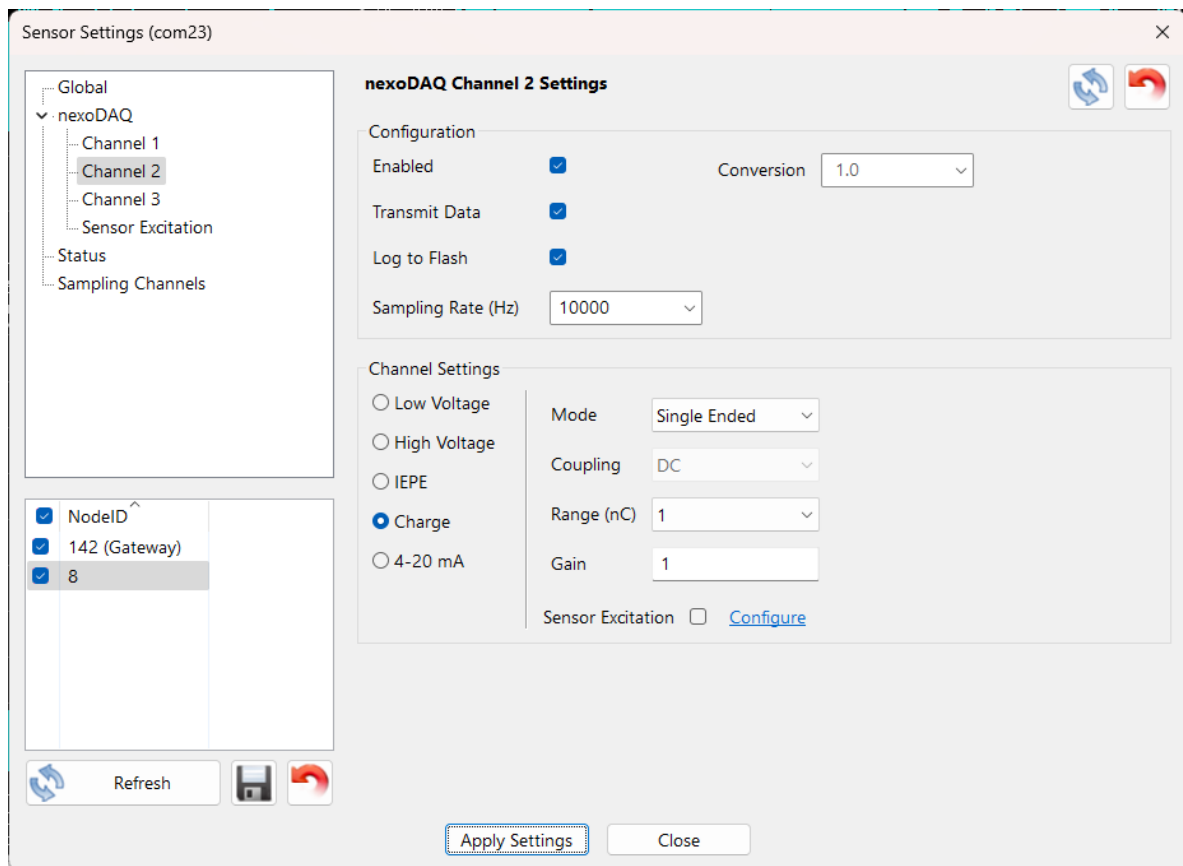 Sensor Settings (com23)
Global
nexoDAQ
Channel 1
Channel 2
Channel 3
Sensor Excitation
Status
Sampling Channels
NodeID
142 (Gateway)
8
Refresh
nexoDAQ Channel 2 Settings
Configuration
Enabled
Conversion 1.0
Transmit Data
Log to Flash
Sampling Rate (Hz) 10000
Channel Settings
Low Voltage
High Voltage
IEPE
Charge
4-20 mA
Mode Single Ended
Coupling DC
Range (nC) 1
Gain 1
Sensor Excitation Configure
Apply Settings Close